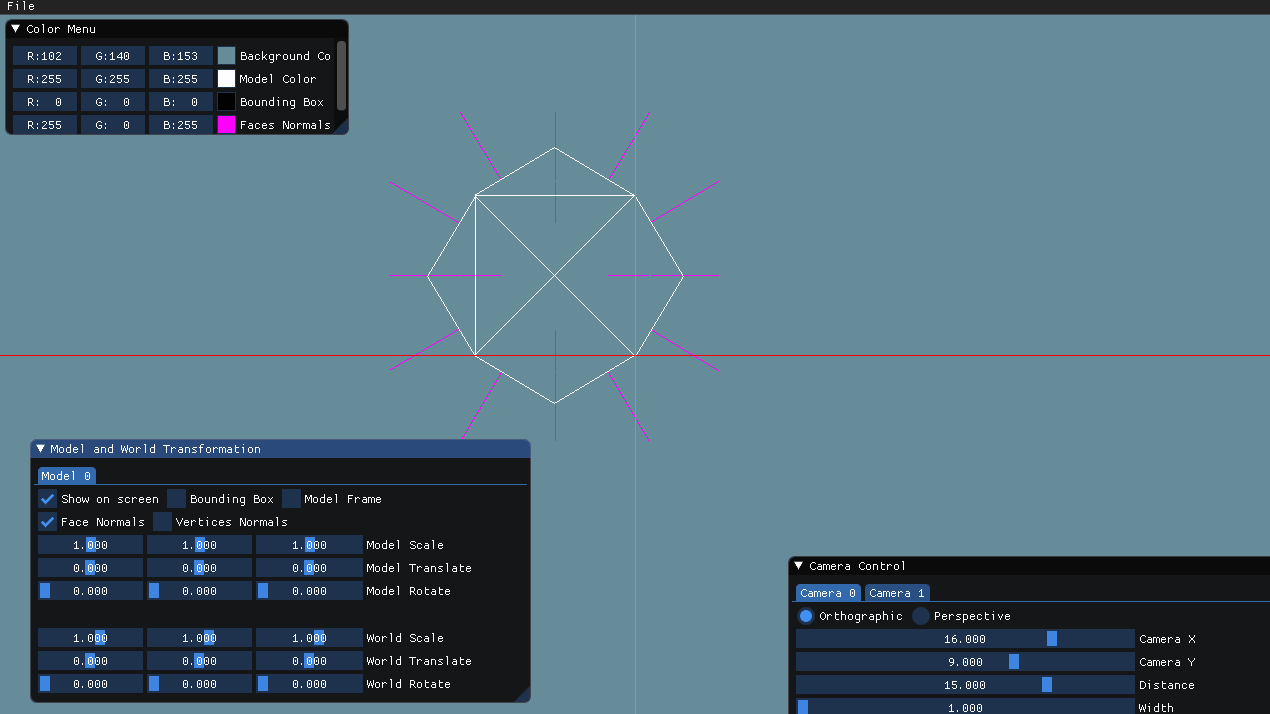 File
Color Menu
R:102 G:140 B:153 Background Co
R:255 G:255 B:255 Model Color
R: 0 G: 0 B: 0 Bounding Box
R:255 G: 0 B:255 Faces Normals
Model and World Transformation
Model 0
Show on screen Bounding Box Model Frame
Face Normals Vertices Normals
1.000 1.000 1.000 Model Scale
0.000 0.000 0.000 Model Translate
0.000 0.000 0.000 Model Rotate
1.000 1.000 1.000 World Scale
0.000 0.000 0.000 World Translate
0.000 0.000 0.000 World Rotate
Camera Control
Camera 0 Camera 1
Orthographic Perspective
16.000 Camera X
9.000 Camera Y
15.000 Distance
1.000 Width